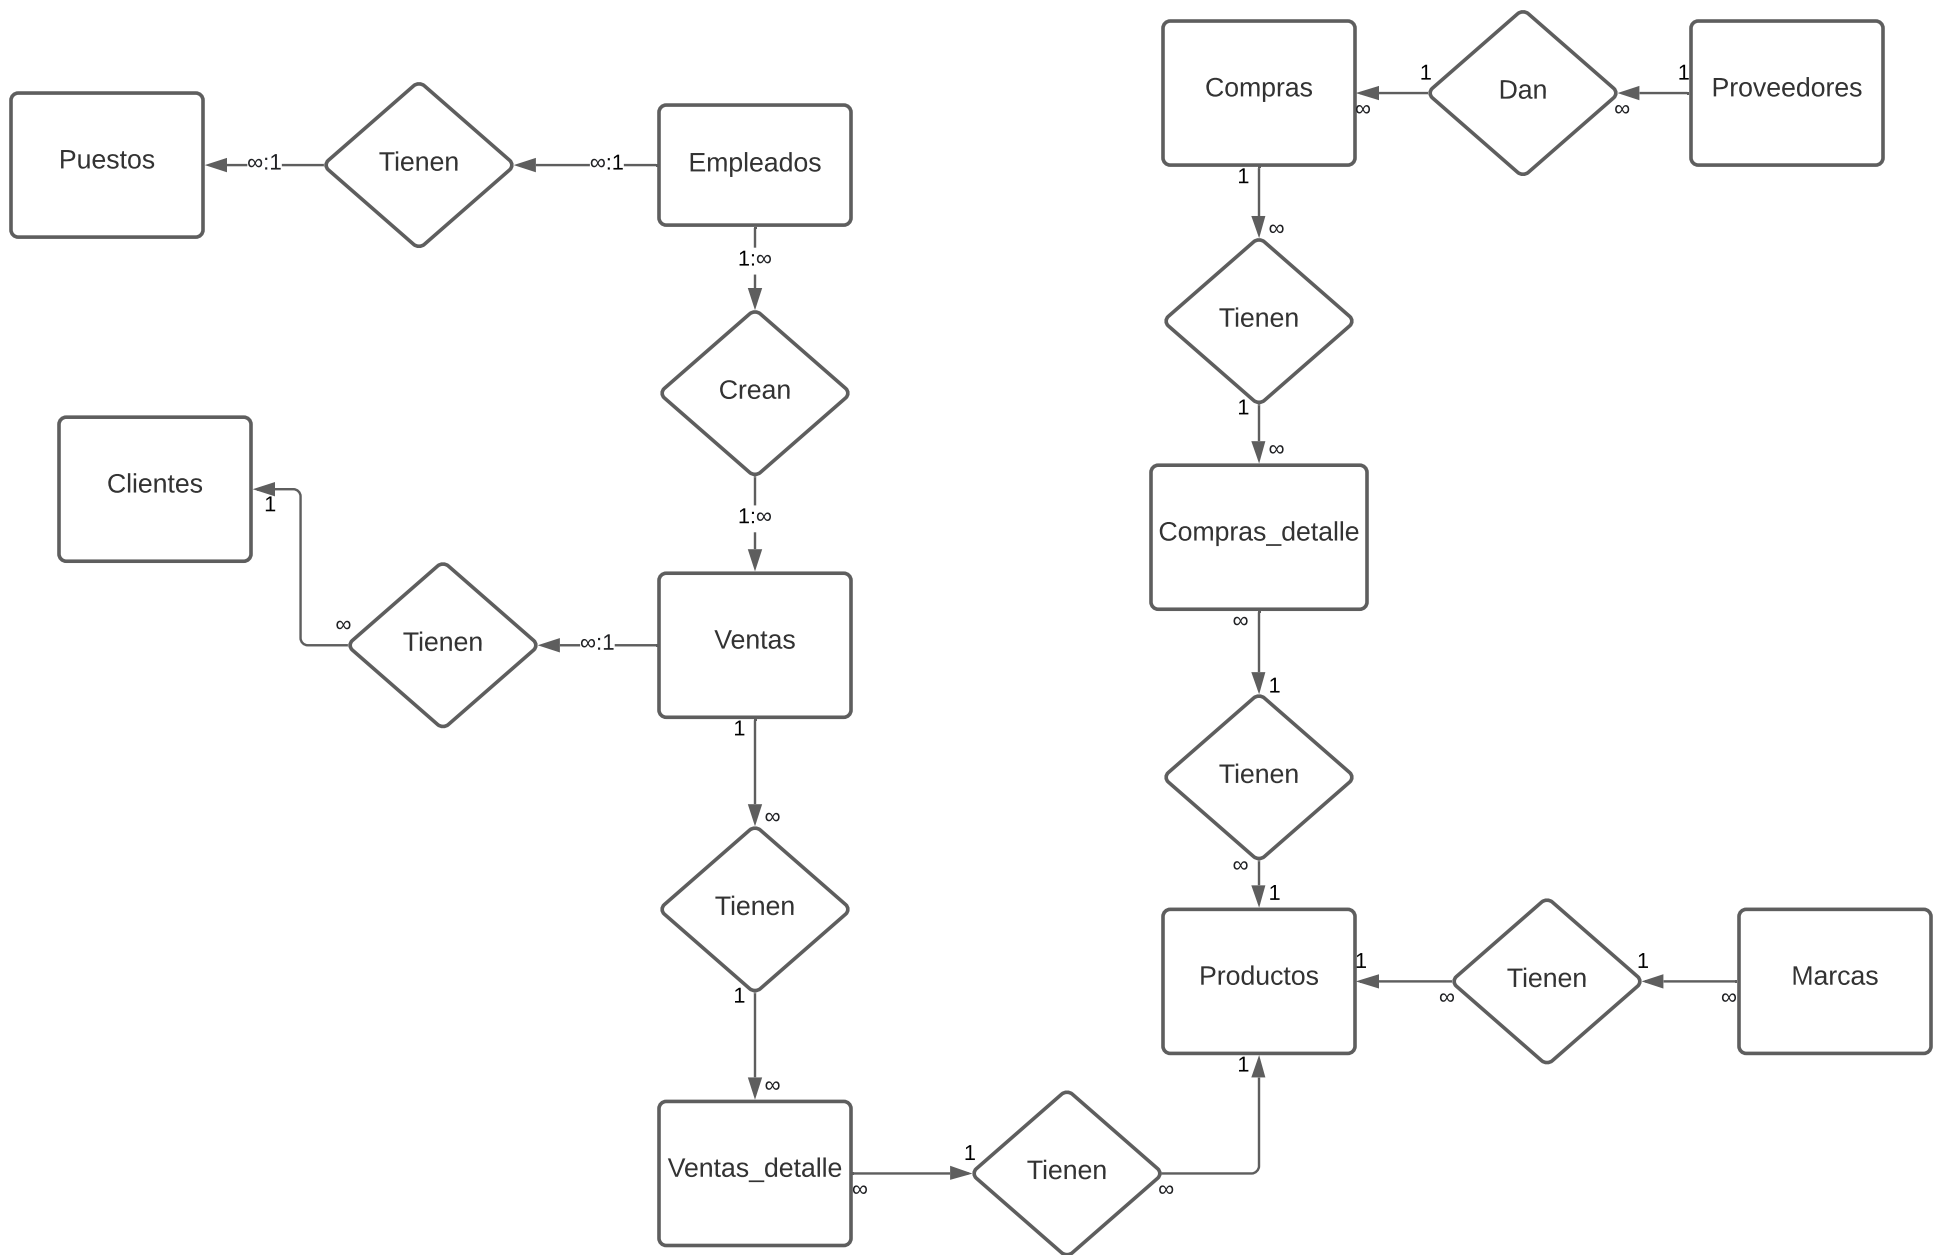 Compras
1
∞
Dan
1
∞
Proveedores
Puestos
∞:1
Tienen
∞:1
Empleados
1
∞
1:∞
Tienen
Crean
1
∞
1:∞
Clientes
1
Compras_detalle
∞
Tienen
∞:1
Ventas
∞
1
1
∞
Tienen
Tienen
∞
1
1
∞
Productos
1
∞
Tienen
1
∞
Marcas
1
Ventas_detalle
∞
1
Tienen
∞